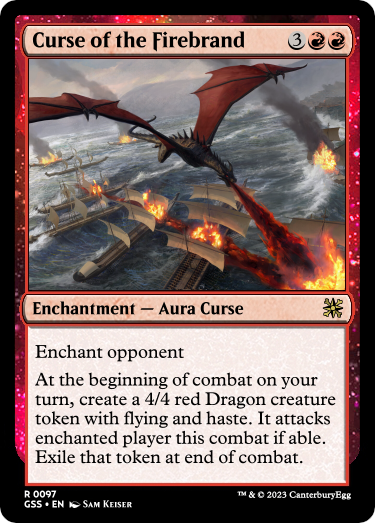 Curse of the Firebrand 3
Enchantment — Aura Curse
Enchant opponent
At the beginning of combat on your
turn, create a 4/4 red Dragon creature
token with flying and haste. It attacks
enchanted player this combat if able.
Exile that token at end of combat.
R 0097
GSS • EN Sam Keiser
™ & © 2023 CanterburyEgg